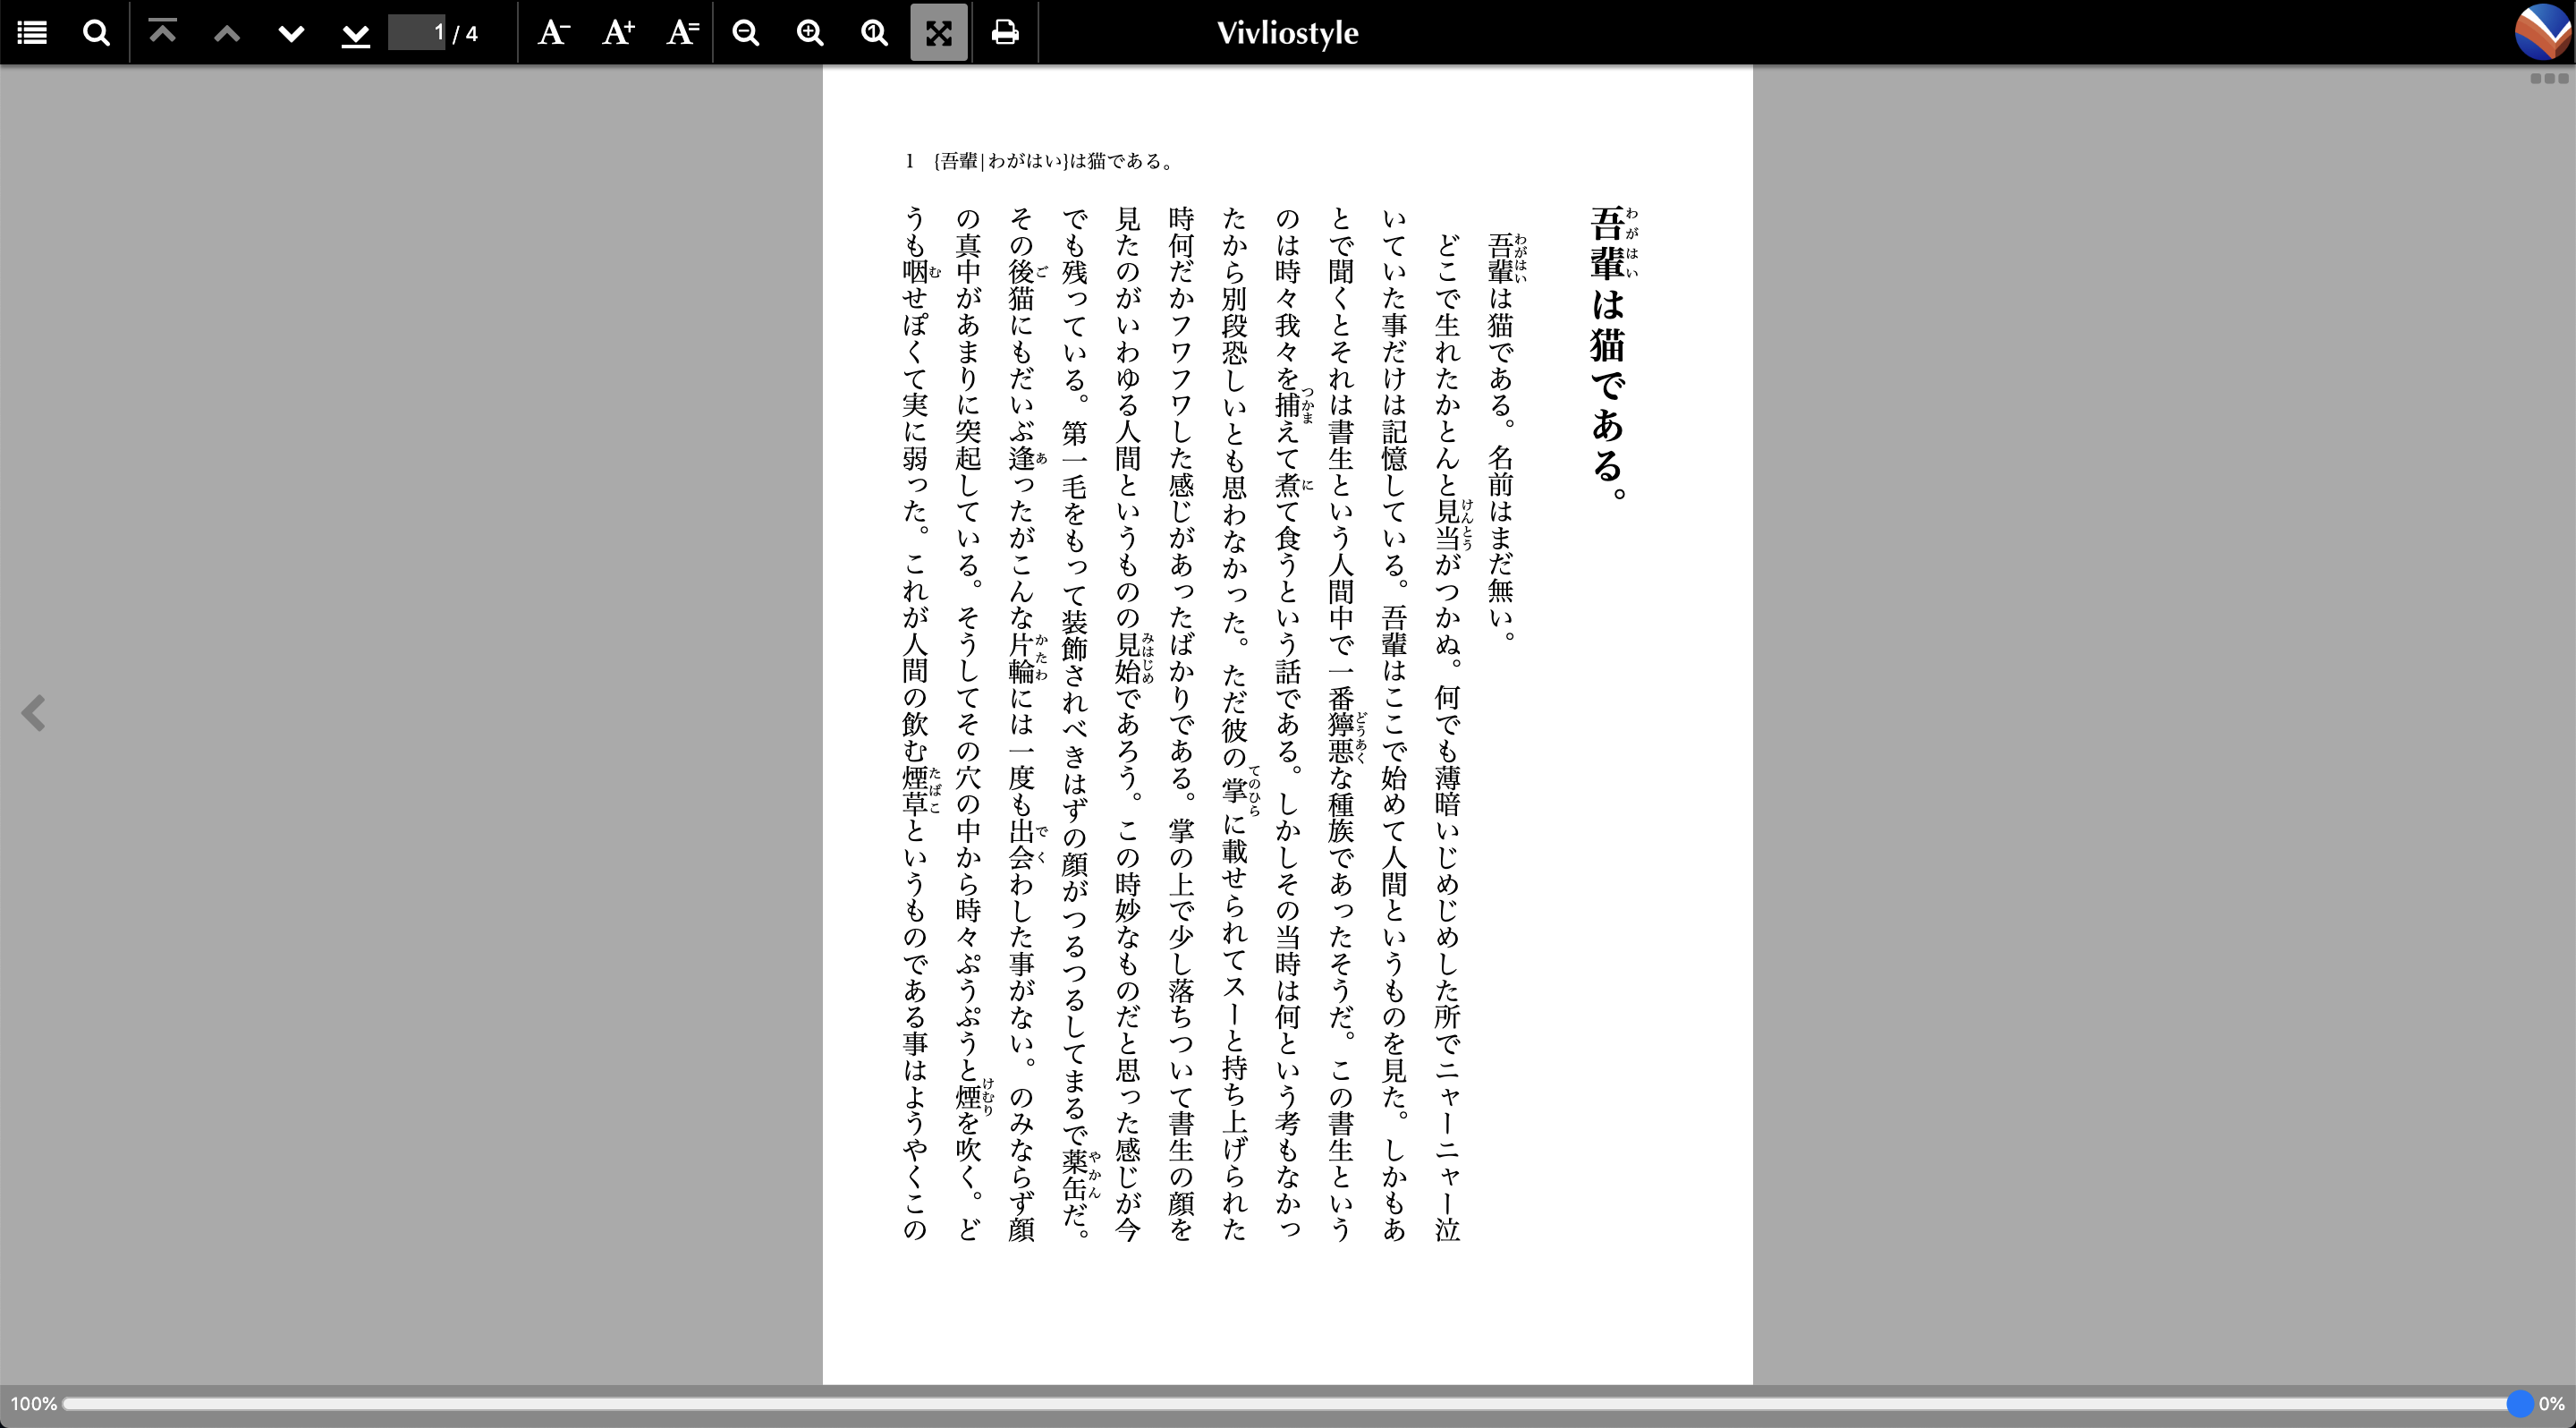 1 / 4
A− A+ A=
Vivliostyle
1 {吾輩|わがはい}は猫である。
わがはい
吾輩は猫である。
わがはい
吾輩は猫である。名前はまだ無い。
けんとう
どこで生れたかとんと見当がつかぬ。何でも薄暗いじめじめした所でニャーニャー泣
いていた事だけは記憶している。吾輩はここで始めて人間というものを見た。しかもあ
どうあく
とで聞くとそれは書生という人間中で一番獰悪な種族であったそうだ。この書生という
つかま に
のは時々我々を捕えて煮て食うという話である。しかしその当時は何という考もなかっ
てのひら
たから別段恐しいとも思わなかった。ただ彼の掌に載せられてスーと持ち上げられた
時何だかフワフワした感じがあったばかりである。掌の上で少し落ちついて書生の顔を
みはじめ
見たのがいわゆる人間というものの見始であろう。この時妙なものだと思った感じが今
やかん
でも残っている。第一毛をもって装飾されべきはずの顔がつるつるしてまるで薬缶だ。
ご あ かたわ でく
その後猫にもだいぶ逢ったがこんな片輪には一度も出会わした事がない。のみならず顔
けむり
の真中があまりに突起している。そうしてその穴の中から時々ぷうぷうと煙を吹く。ど
む たばこ
うも咽せぽくて実に弱った。これが人間の飲む煙草というものである事はようやくこの
100% 0%